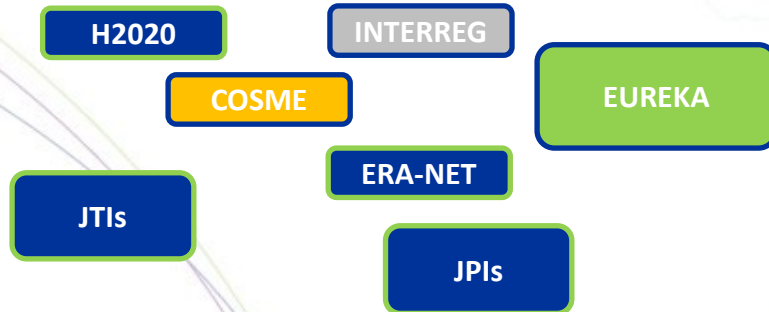 H2020
INTERREG
COSME
EUREKA
ERA-NET
JTIs
JPIs